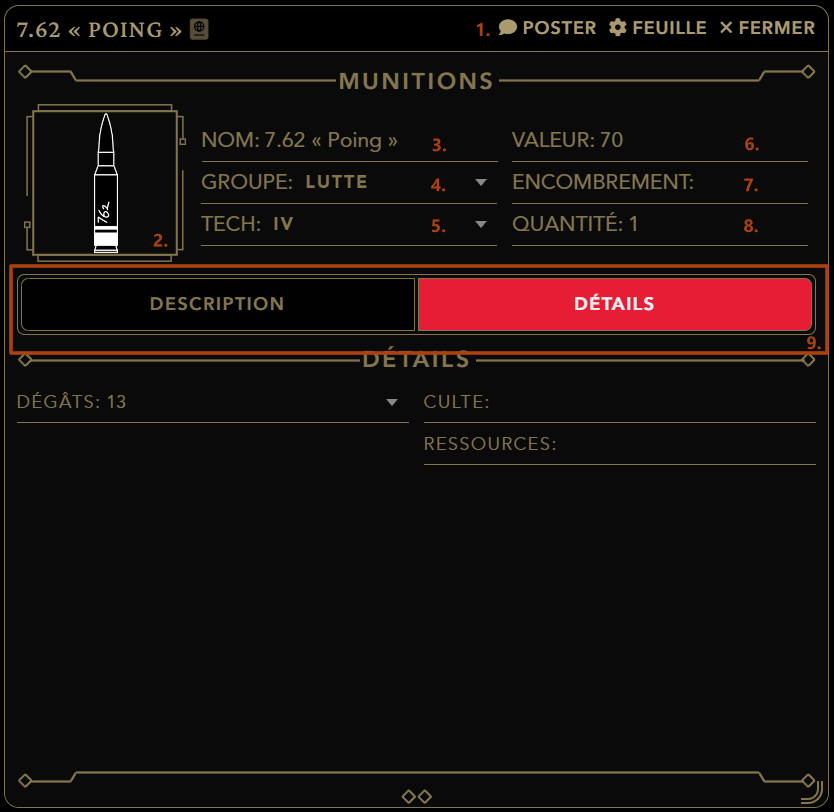 7.62 « POING » 1. POSTER FEUILLE × FERMER
MUNITIONS
762
2.
NOM: 7.62 « Poing » 3.
GROUPE: LUTTE 4.
TECH: IV 5.
VALEUR: 70 6.
ENCOMBREMENT: 7.
QUANTITÉ: 1 8.
DESCRIPTION DÉTAILS
9.
DÉTAILS
DÉGÂTS: 13
CULTE:
RESSOURCES: